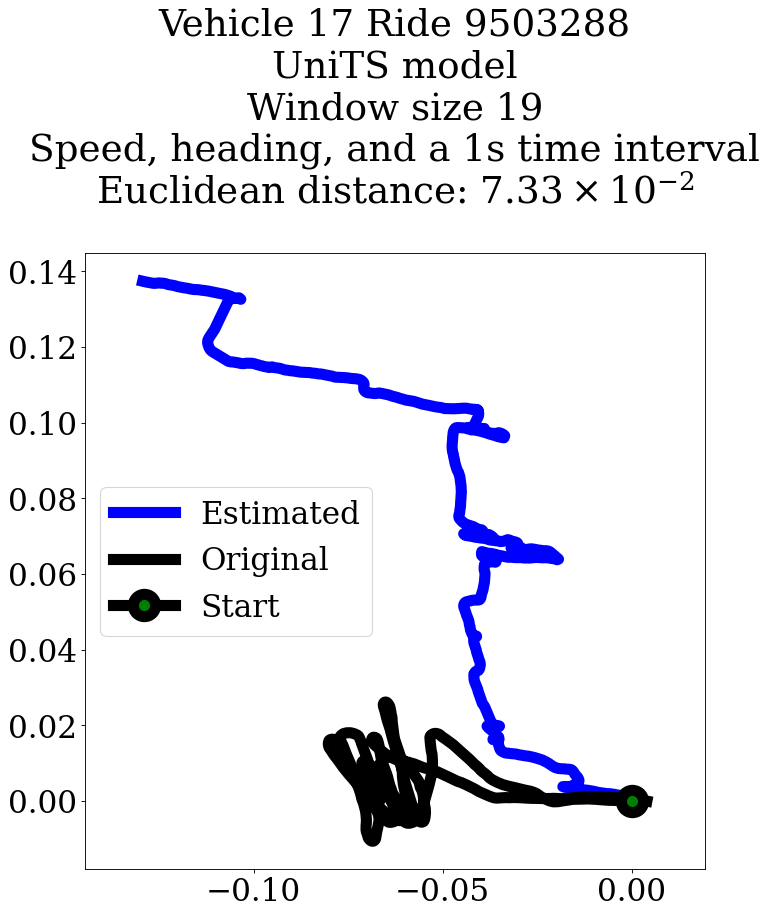 Vehicle 17 Ride 9503288
UniTS model
Window size 19
Speed, heading, and a 1s time interval
Euclidean distance: 7.33 × 10⁻²
0.14
0.12
0.10
0.08
0.06
0.04
0.02
0.00
Estimated
Original
Start
−0.10 −0.05 0.00